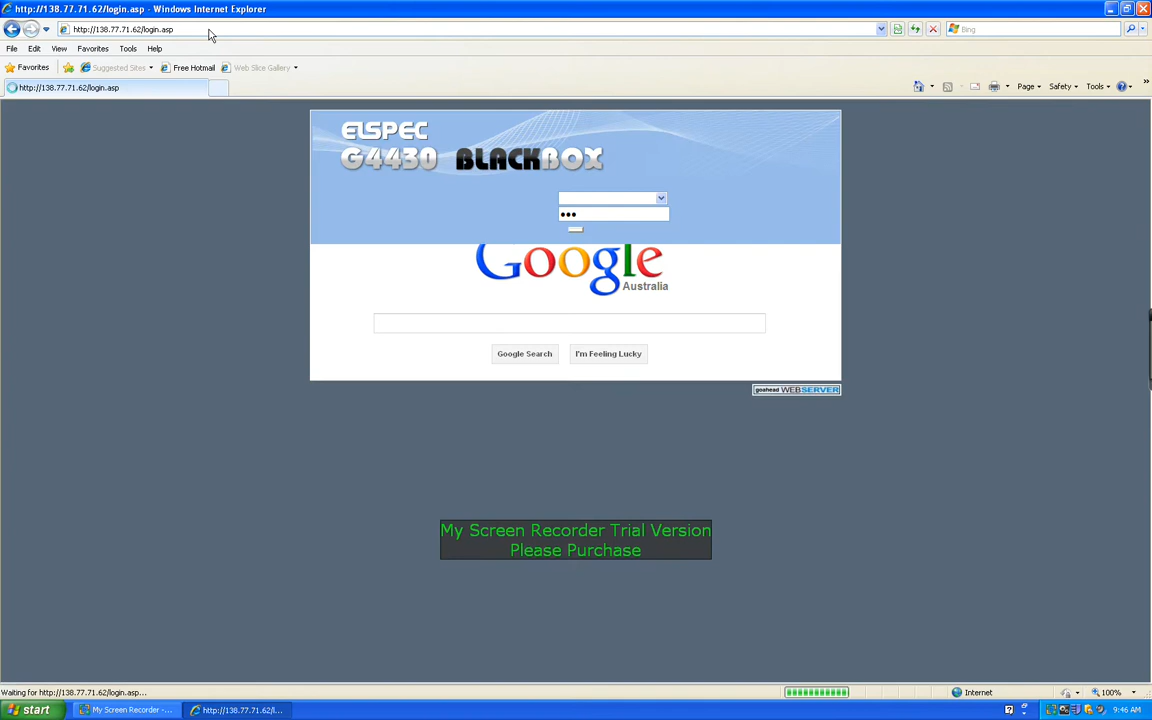 http://138.77.71.62/login.asp - Windows Internet Explorer
http://138.77.71.62/login.asp
Bing
File Edit View Favorites Tools Help
Favorites Suggested Sites Free Hotmail Web Slice Gallery
http://138.77.71.62/login.asp
Page Safety Tools
ELSPEC
G4430 BLACKBOX
Google
Australia
Google Search I'm Feeling Lucky
goahead WEBSERVER
My Screen Recorder Trial Version
Please Purchase
Waiting for http://138.77.71.62/login.asp... Internet 100%
start My Screen Recorder -... http://138.77.71.62/l... 9:46 AM